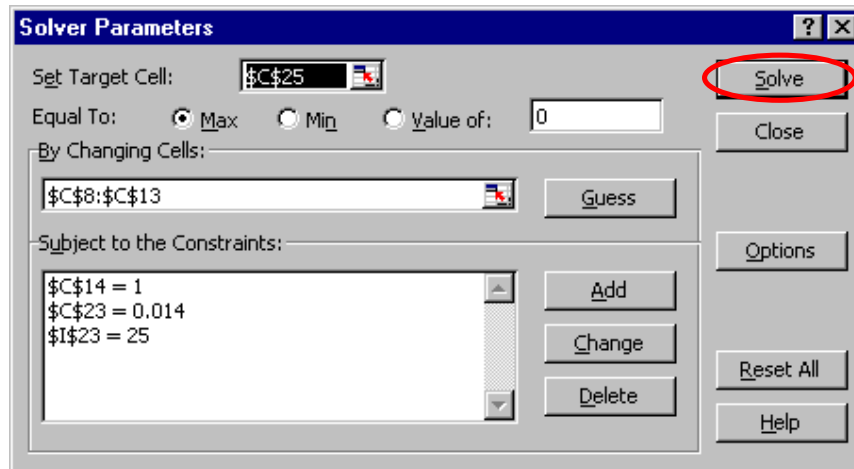 Solver Parameters
Set Target Cell: $C$25
Solve
Equal To: Max Min Value of: 0
Close
By Changing Cells:
$C$8:$C$13
Guess
Subject to the Constraints:
Options
$C$14 = 1
$C$23 = 0.014
$I$23 = 25
Add
Change
Delete
Reset All
Help